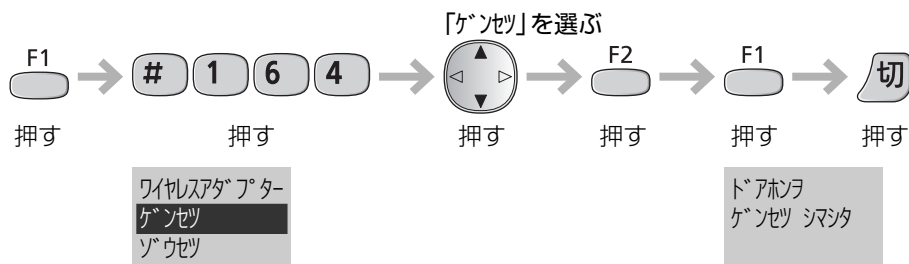 「ｹﾞﾝｾﾂ」を選ぶ
F1
# 1 6 4
F2
F1
切
押す
押す
押す
押す
押す
押す
ﾜｲﾔﾚｽｱﾀﾞﾌﾟﾀｰ
ｹﾞﾝｾﾂ
ｿﾞｳｾﾂ
ﾄﾞｱﾎﾝｦ
ｹﾞﾝｾﾂ ｼﾏｼﾀ